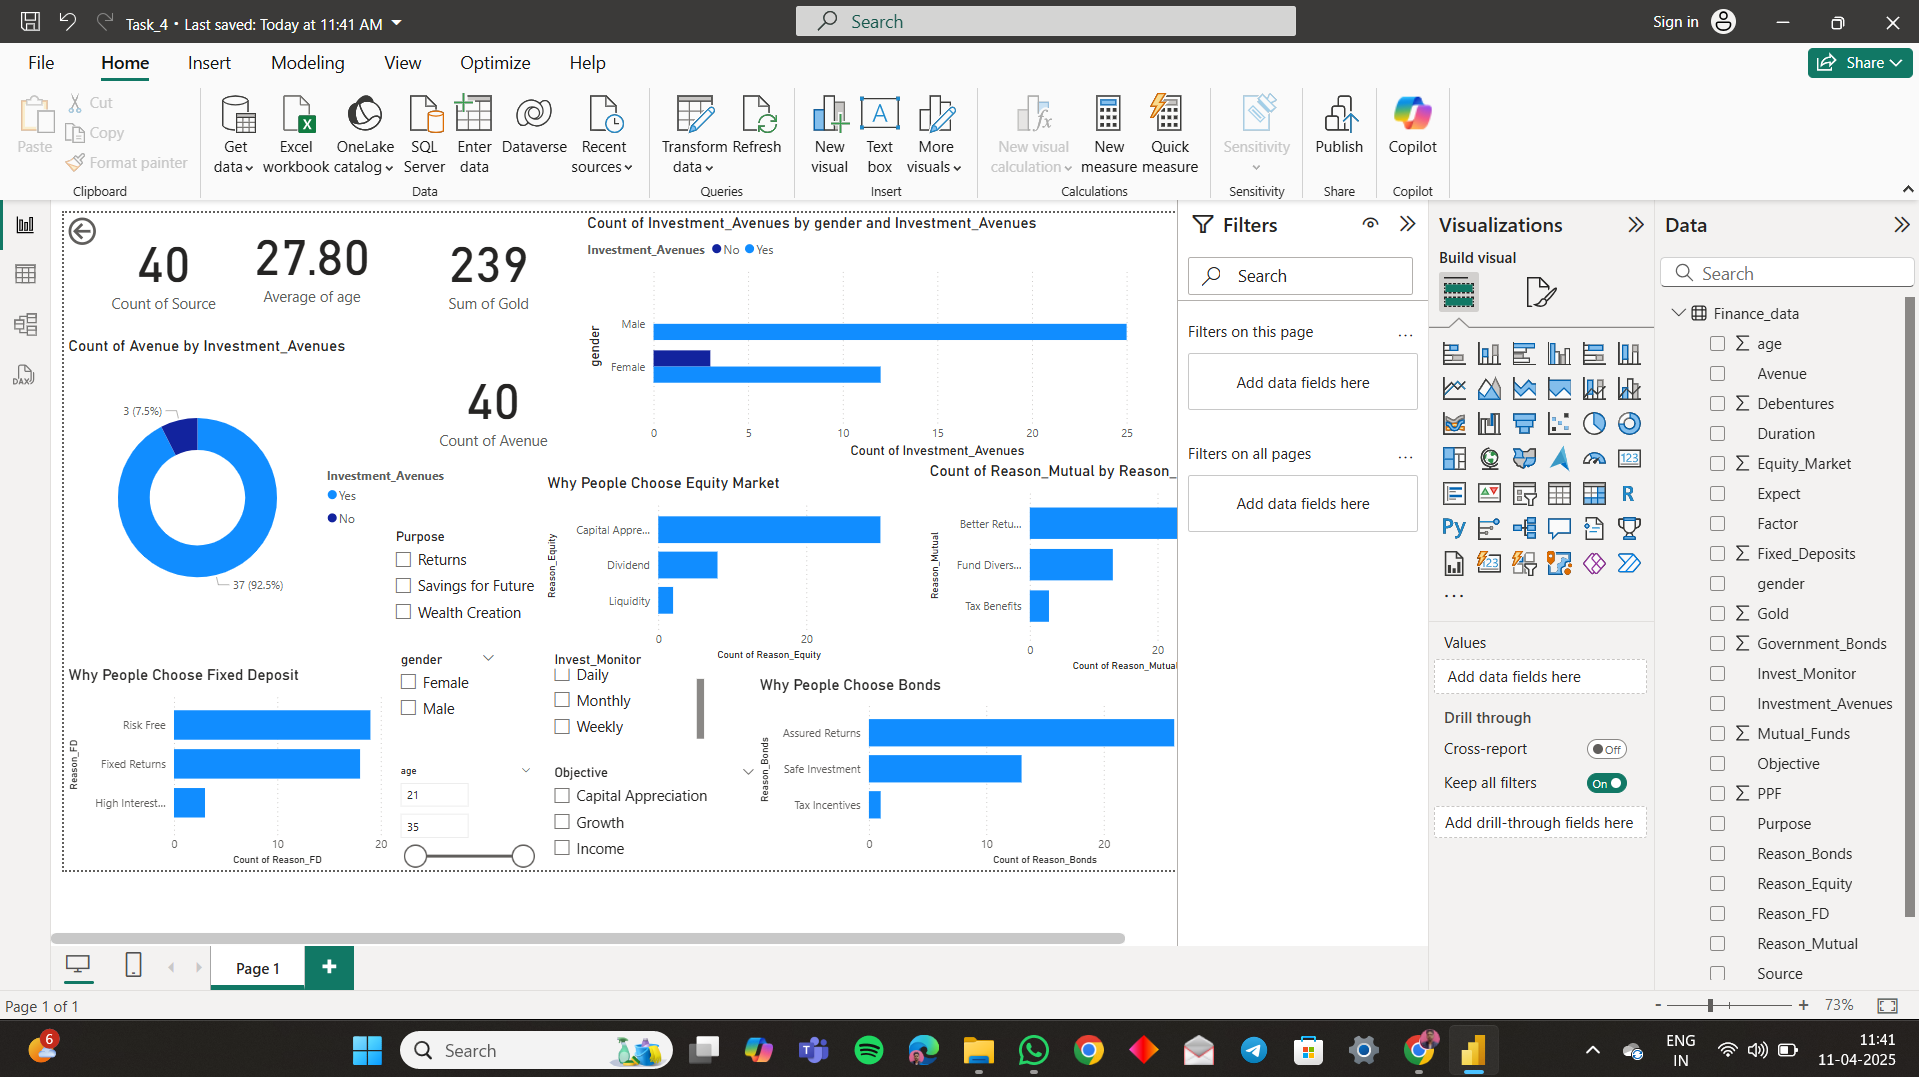 Task_4 • Last saved: Today at 11:41 AM
Search
Sign in
File Home Insert Modeling View Optimize Help
Share
Paste
Cut
Copy
Format painter
Clipboard
Get data
Excel workbook
OneLake catalog
SQL Server
Enter data
Dataverse
Recent sources
Data
Transform data
Refresh
Queries
New visual
Text box
More visuals
Insert
New visual calculation
New measure
Quick measure
Calculations
Sensitivity
Sensitivity
Publish
Share
Copilot
Copilot
40
Count of Source
27.80
Average of age
239
Sum of Gold
Count of Investment_Avenues by gender and Investment_Avenues
Investment_Avenues No Yes
gender
Male
Female
0 5 10 15 20 25
Count of Investment_Avenues
Count of Avenue by Investment_Avenues
3 (7.5%)
37 (92.5%)
Investment_Avenues
Yes
No
40
Count of Avenue
Purpose
Returns
Savings for Future
Wealth Creation
Why People Choose Equity Market
Reason_Equity
Capital Appre...
Dividend
Liquidity
0 20
Count of Reason_Equity
Count of Reason_Mutual by Reason_
Reason_Mutual
Better Retu...
Fund Divers...
Tax Benefits
0 20
Count of Reason_Mutual
Why People Choose Fixed Deposit
Reason_FD
Risk Free
Fixed Returns
High Interest...
0 10 20
Count of Reason_FD
gender
Female
Male
age
21
35
Invest_Monitor
Daily
Monthly
Weekly
Objective
Capital Appreciation
Growth
Income
Why People Choose Bonds
Reason_Bonds
Assured Returns
Safe Investment
Tax Incentives
0 10 20
Count of Reason_Bonds
Filters
Search
Filters on this page ...
Add data fields here
Filters on all pages ...
Add data fields here
Visualizations
Build visual
123
R
Py
123
...
Values
Add data fields here
Drill through
Cross-report Off
Keep all filters On
Add drill-through fields here
Data
Search
Finance_data
age
Avenue
Debentures
Duration
Equity_Market
Expect
Factor
Fixed_Deposits
gender
Gold
Government_Bonds
Invest_Monitor
Investment_Avenues
Mutual_Funds
Objective
PPF
Purpose
Reason_Bonds
Reason_Equity
Reason_FD
Reason_Mutual
Source
Page 1
Page 1 of 1
- + 73%
6
Search
ENG
IN
11:41
11-04-2025